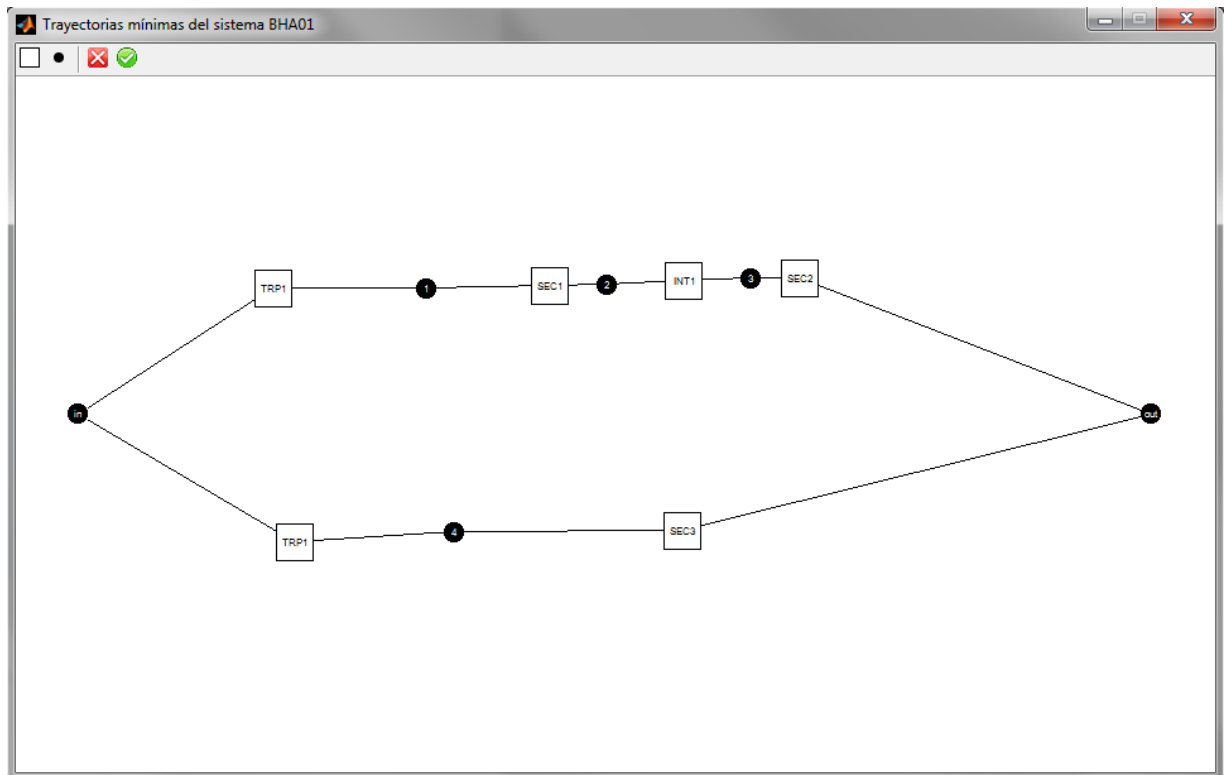 Trayectorias mínimas del sistema BHA01
TRP1 1 SEC1 2 INT1 3 SEC2
in out
TRP1 4 SEC3